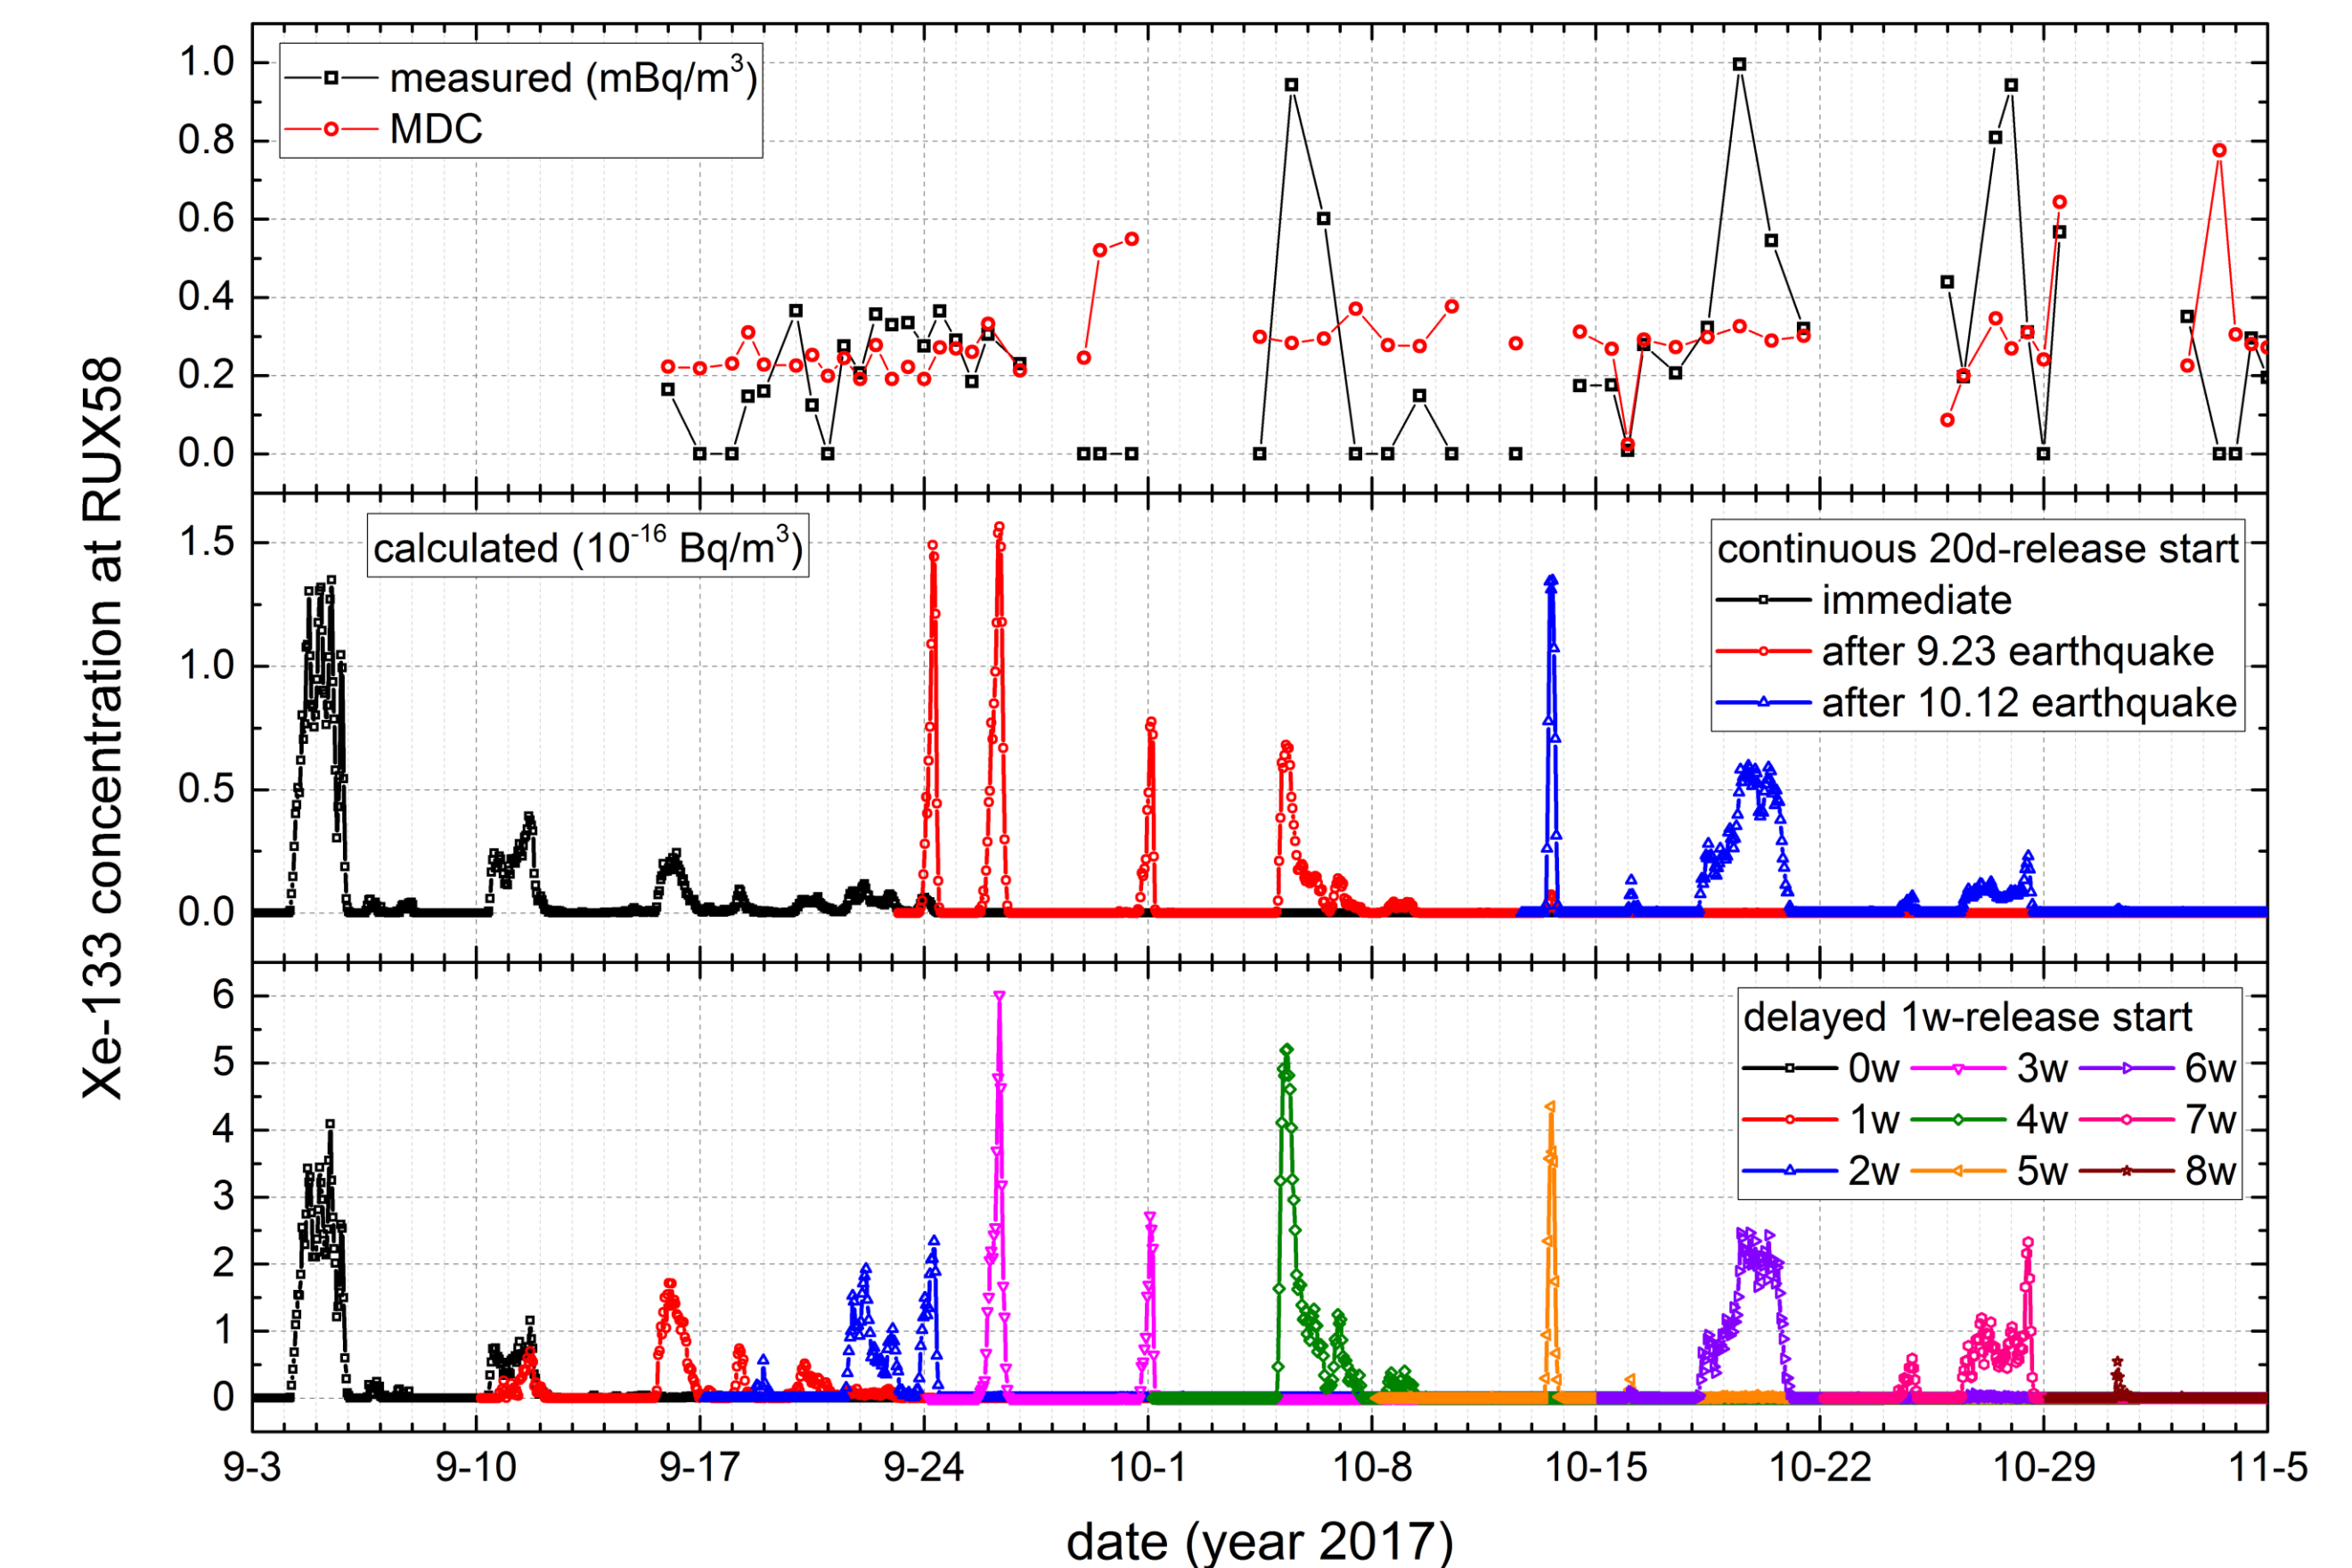 Xe-133 concentration at RUX58
1.0
0.8
0.6
0.4
0.2
0.0
measured (mBq/m³)
MDC
1.5
1.0
0.5
0.0
calculated (10⁻¹⁶ Bq/m³)
continuous 20d-release start
immediate
after 9.23 earthquake
after 10.12 earthquake
6
5
4
3
2
1
0
delayed 1w-release start
0w 3w 6w
1w 4w 7w
2w 5w 8w
9-3 9-10 9-17 9-24 10-1 10-8 10-15 10-22 10-29 11-5
date (year 2017)